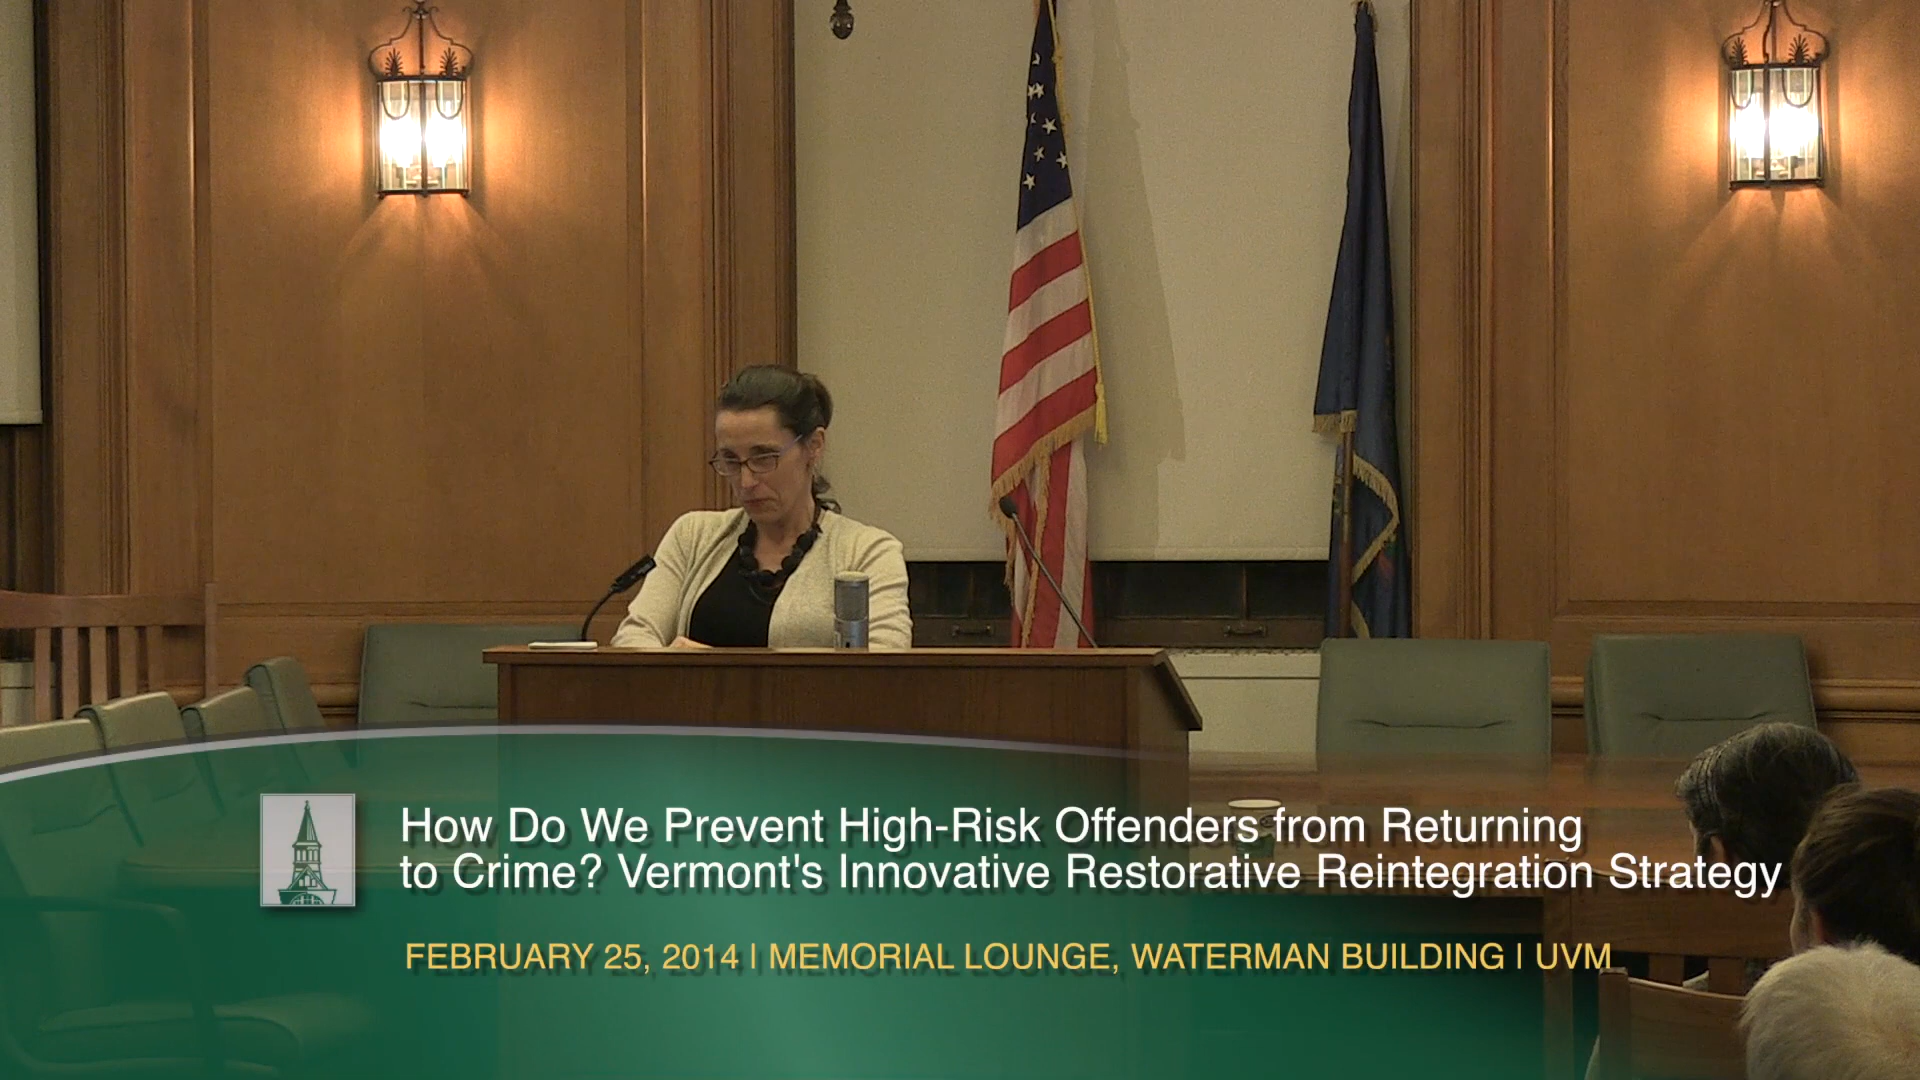 How Do We Prevent High-Risk Offenders from Returning
to Crime? Vermont's Innovative Restorative Reintegration Strategy
FEBRUARY 25, 2014 | MEMORIAL LOUNGE, WATERMAN BUILDING | UVM